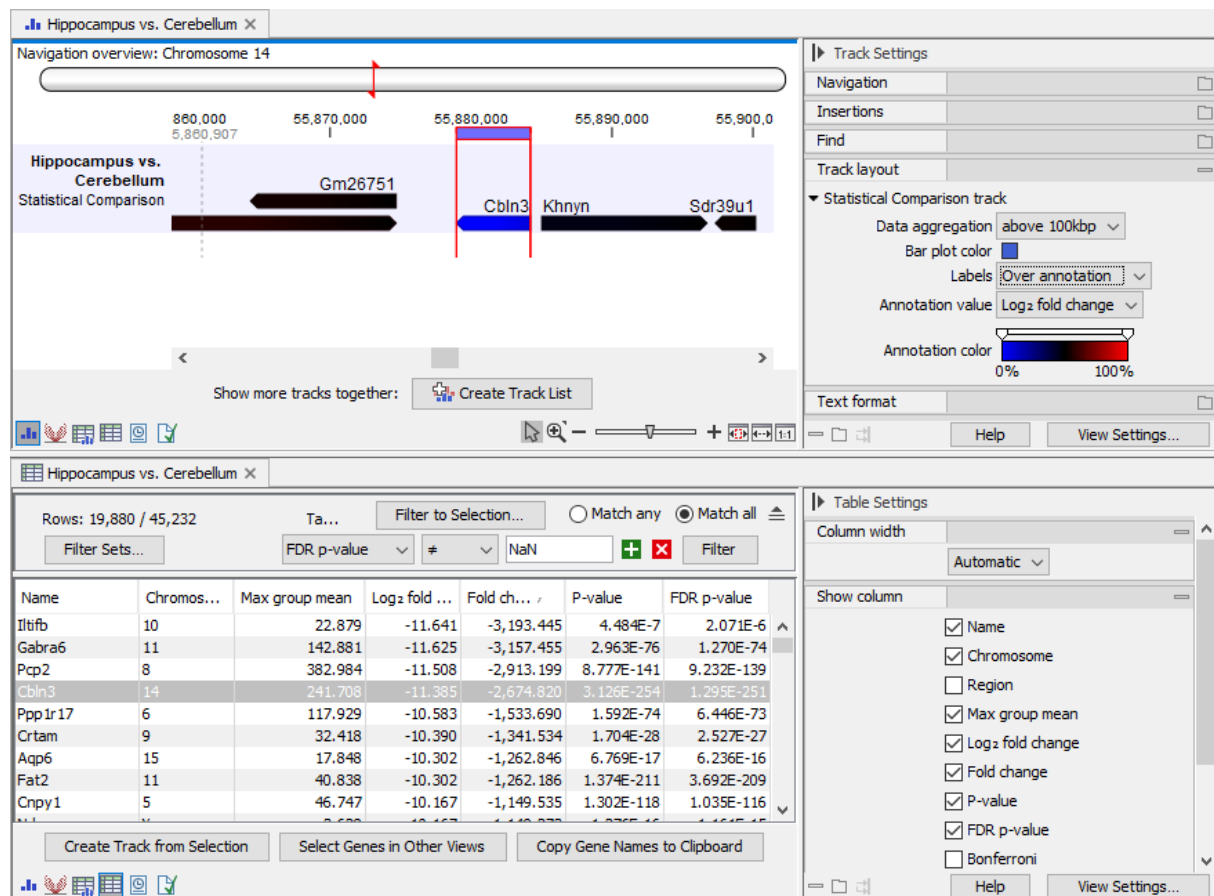 Hippocampus vs. Cerebellum
Navigation overview: Chromosome 14
860,000 55,870,000 55,880,000 55,890,000 55,900,0
5,860,907
Hippocampus vs.
Cerebellum
Statistical Comparison
Gm26751
Cbln3 Khnyn Sdr39u1
Show more tracks together: Create Track List
Track Settings
Navigation
Insertions
Find
Track layout
Statistical Comparison track
Data aggregation above 100kbp
Bar plot color
Labels Over annotation
Annotation value Log₂ fold change
Annotation color
0% 100%
Text format
Help View Settings...
Hippocampus vs. Cerebellum
Rows: 19,880 / 45,232 Ta... Filter to Selection... Match any Match all
Filter Sets... FDR p-value ≠ NaN Filter
Name Chromos... Max group mean Log₂ fold ... Fold ch... P-value FDR p-value
Iltifb 10 22.879 -11.641 -3,193.445 4.484E-7 2.071E-6
Gabra6 11 142.881 -11.625 -3,157.455 2.963E-76 1.270E-74
Pcp2 8 382.984 -11.508 -2,913.199 8.777E-141 9.232E-139
Cbln3 14 241.708 -11.385 -2,674.820 3.126E-254 1.295E-251
Ppp1r17 6 117.929 -10.583 -1,533.690 1.592E-74 6.446E-73
Crtam 9 32.418 -10.390 -1,341.534 1.704E-28 2.527E-27
Aqp6 15 17.848 -10.302 -1,262.846 6.769E-17 6.236E-16
Fat2 11 40.838 -10.302 -1,262.186 1.374E-211 3.692E-209
Cnpy1 5 46.747 -10.167 -1,149.535 1.302E-118 1.035E-116
Create Track from Selection Select Genes in Other Views Copy Gene Names to Clipboard
Table Settings
Column width
Automatic
Show column
Name
Chromosome
Region
Max group mean
Log₂ fold change
Fold change
P-value
FDR p-value
Bonferroni
Help View Settings...